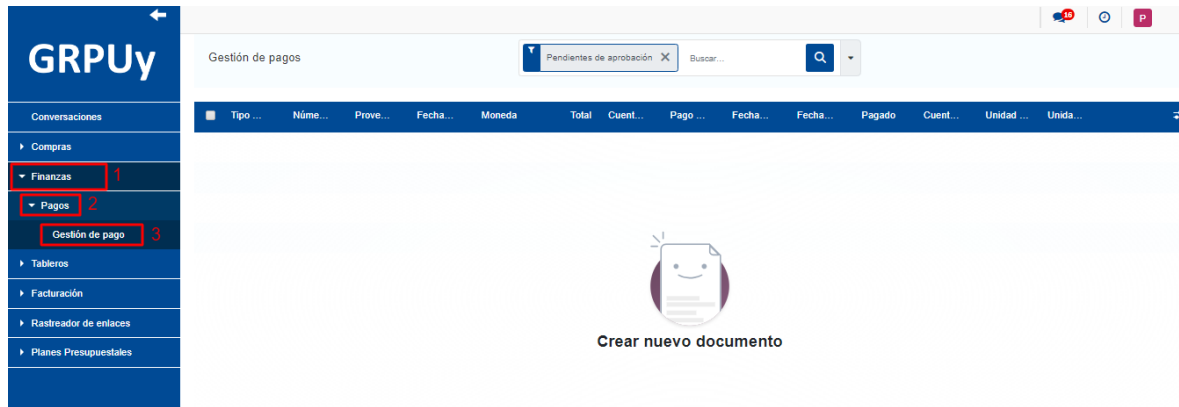 16
P
GRPUy
Gestión de pagos
Pendientes de aprobación
Buscar...
Conversaciones
Tipo ... Núme... Prove... Fecha... Moneda Total Cuent... Pago ... Fecha... Fecha... Pagado Cuent... Unidad ... Unida...
Compras
Finanzas 1
Pagos 2
Gestión de pago 3
Tableros
Facturación
Rastreador de enlaces
Planes Presupuestales
Crear nuevo documento